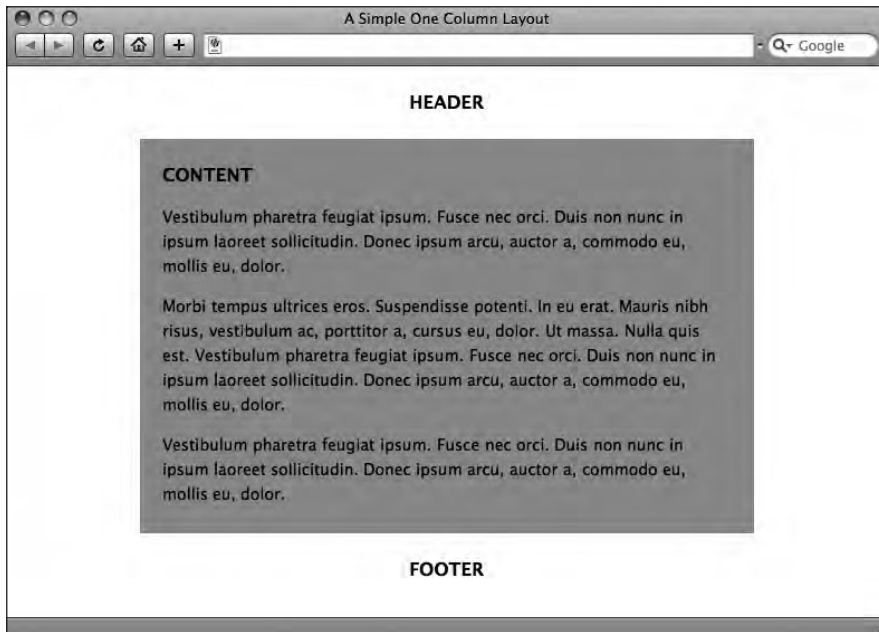 A Simple One Column Layout
Google
HEADER
CONTENT
Vestibulum pharetra feugiat ipsum. Fusce nec orci. Duis non nunc in
ipsum laoreet sollicitudin. Donec ipsum arcu, auctor a, commodo eu,
mollis eu, dolor.
Morbi tempus ultrices eros. Suspendisse potenti. In eu erat. Mauris nibh
risus, vestibulum ac, porttitor a, cursus eu, dolor. Ut massa. Nulla quis
est. Vestibulum pharetra feugiat ipsum. Fusce nec orci. Duis non nunc in
ipsum laoreet sollicitudin. Donec ipsum arcu, auctor a, commodo eu,
mollis eu, dolor.
Vestibulum pharetra feugiat ipsum. Fusce nec orci. Duis non nunc in
ipsum laoreet sollicitudin. Donec ipsum arcu, auctor a, commodo eu,
mollis eu, dolor.
FOOTER